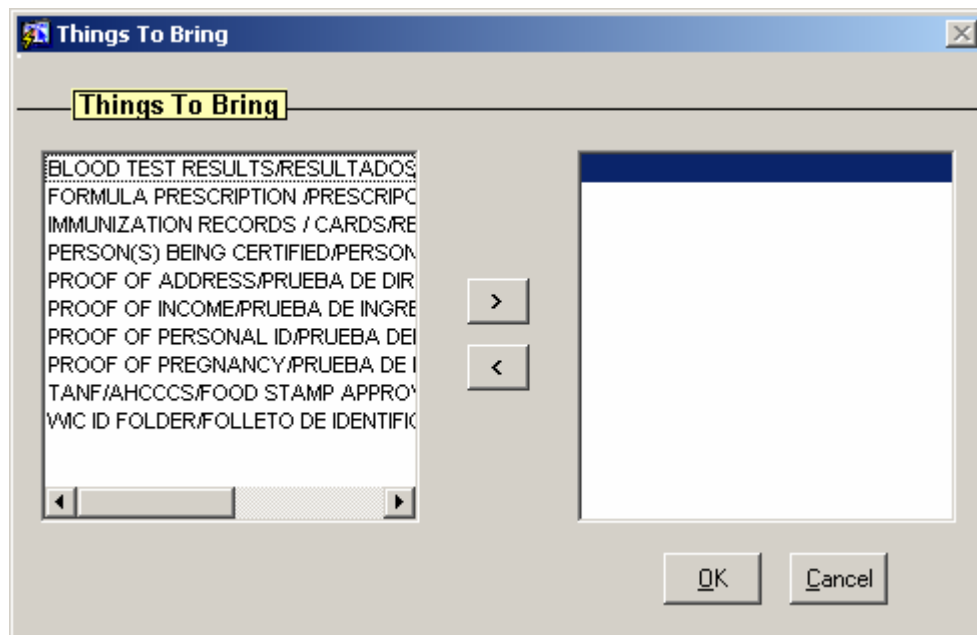 Things To Bring
Things To Bring
BLOOD TEST RESULTS/RESULTADOS
FORMULA PRESCRIPTION /PRESCRIPC
IMMUNIZATION RECORDS / CARDS/RE
PERSON(S) BEING CERTIFIED/PERSON
PROOF OF ADDRESS/PRUEBA DE DIR
PROOF OF INCOME/PRUEBA DE INGRE
PROOF OF PERSONAL ID/PRUEBA DE
PROOF OF PREGNANCY/PRUEBA DE
TANF/AHCCCS/FOOD STAMP APPRO
WIC ID FOLDER/FOLLETO DE IDENTIFIC
>
<
OK
Cancel